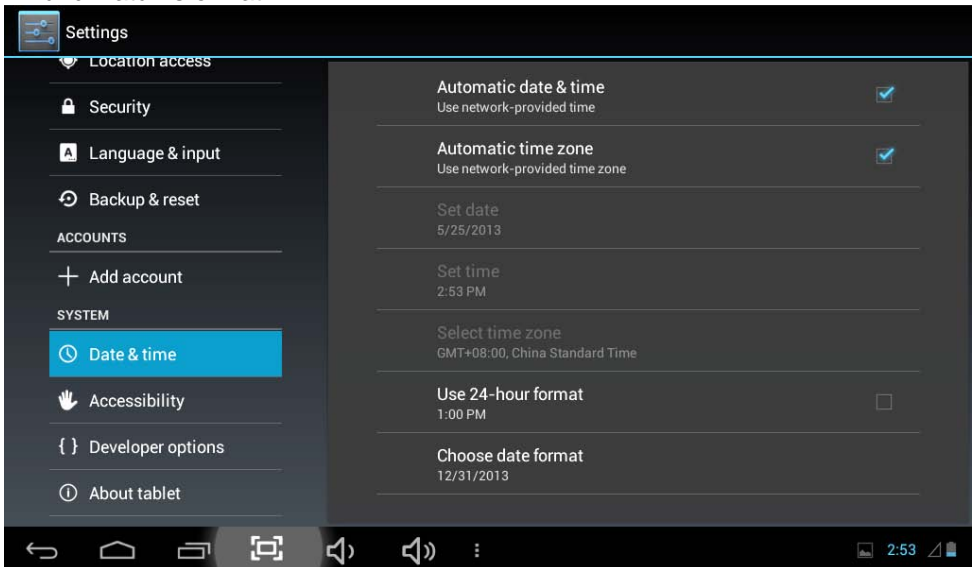 Settings
Location access
Security
Language & input
Backup & reset
ACCOUNTS
Add account
SYSTEM
Date & time
Accessibility
{ } Developer options
About tablet
Automatic date & time
Use network-provided time
Automatic time zone
Use network-provided time zone
Set date
5/25/2013
Set time
2:53 PM
Select time zone
GMT+08:00, China Standard Time
Use 24-hour format
1:00 PM
Choose date format
12/31/2013
2:53